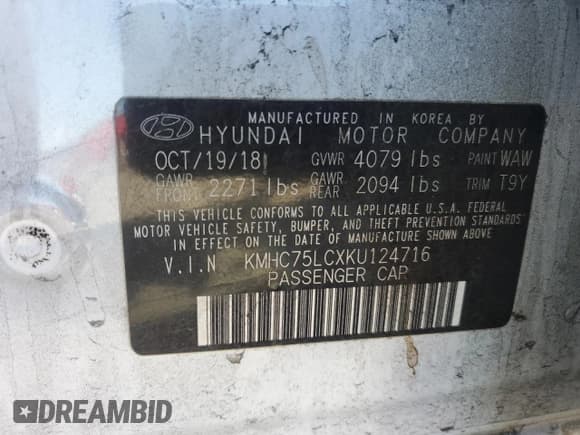 MANUFACTURED IN KOREA BY
HYUNDAI MOTOR COMPANY
OCT/19/18 GVWR 4079 lbs PAINT WAW
GAWR FRONT 2271 lbs GAWR REAR 2094 lbs TRIM T9Y
THIS VEHICLE CONFORMS TO ALL APPLICABLE U.S.A. FEDERAL
MOTOR VEHICLE SAFETY, BUMPER, AND THEFT PREVENTION STANDARDS
IN EFFECT ON THE DATE OF MANUFACTURE SHOWN ABOVE
V.I.N KMHC75LCXKU124716
PASSENGER CAR
DREAMBID